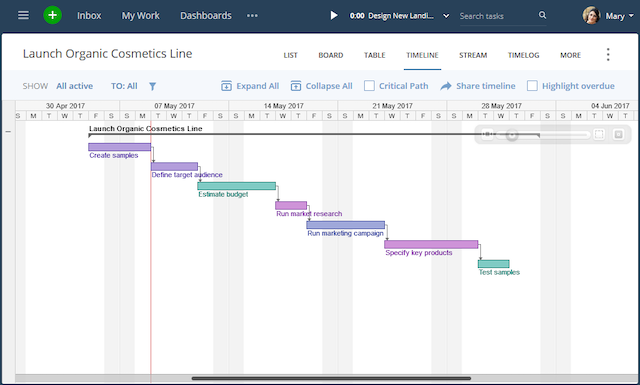 Inbox My Work Dashboards ••• 0:00 Design New Landi... Search tasks Mary
Launch Organic Cosmetics Line LIST BOARD TABLE TIMELINE STREAM TIMELOG MORE
SHOW All active TO: All Expand All Collapse All Critical Path Share timeline Highlight overdue
30 Apr 2017 07 May 2017 14 May 2017 21 May 2017 28 May 2017 04 Jun 2017
S M T W T F S S M T W T F S S M T W T F S S M T W T F S S M T W T F S S M T W T
Launch Organic Cosmetics Line
Create samples
Define target audience
Estimate budget
Run market research
Run marketing campaign
Specify key products
Test samples